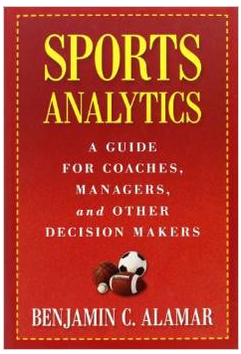 SPORTS
ANALYTICS
A GUIDE
FOR COACHES,
MANAGERS,
and OTHER
DECISION MAKERS
BENJAMIN C. ALAMAR